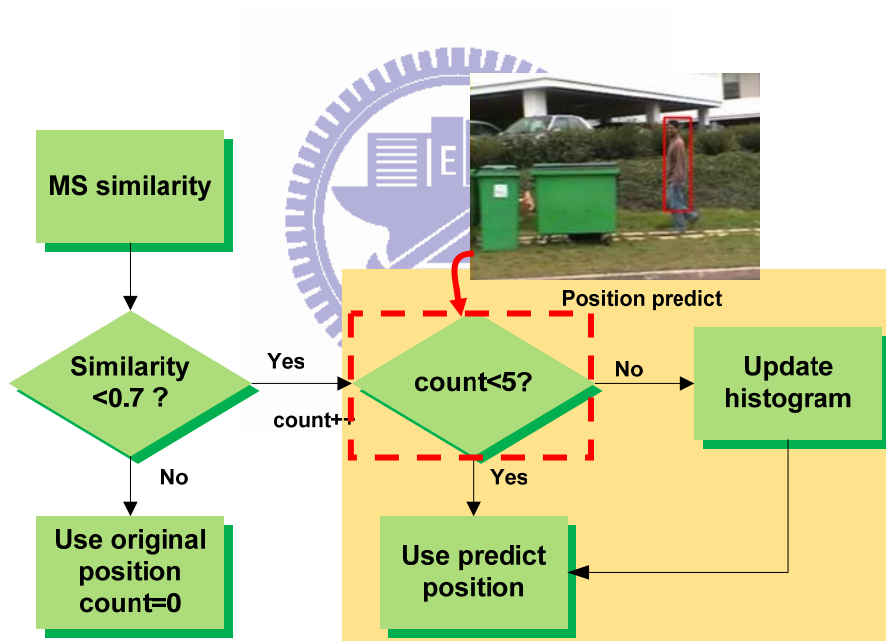 MS similarity
Similarity
<0.7 ?
Yes
count++
No
Use original
position
count=0
Position predict
count<5?
No
Update
histogram
Yes
Use predict
position